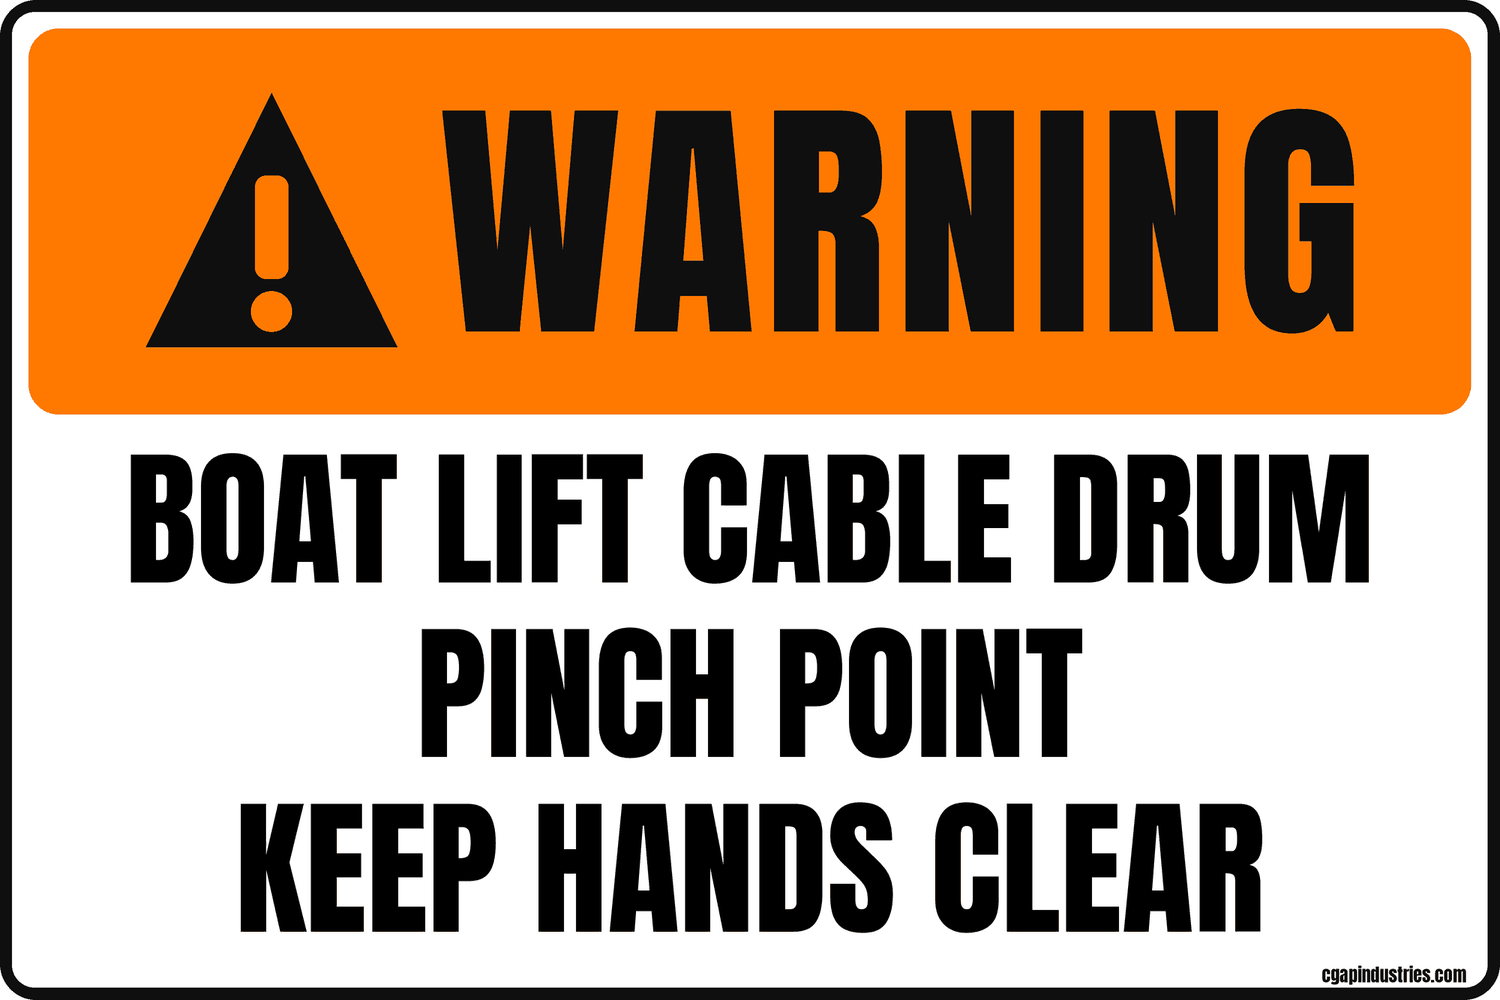 WARNING
BOAT LIFT CABLE DRUM
PINCH POINT
KEEP HANDS CLEAR
cgapindustries.com